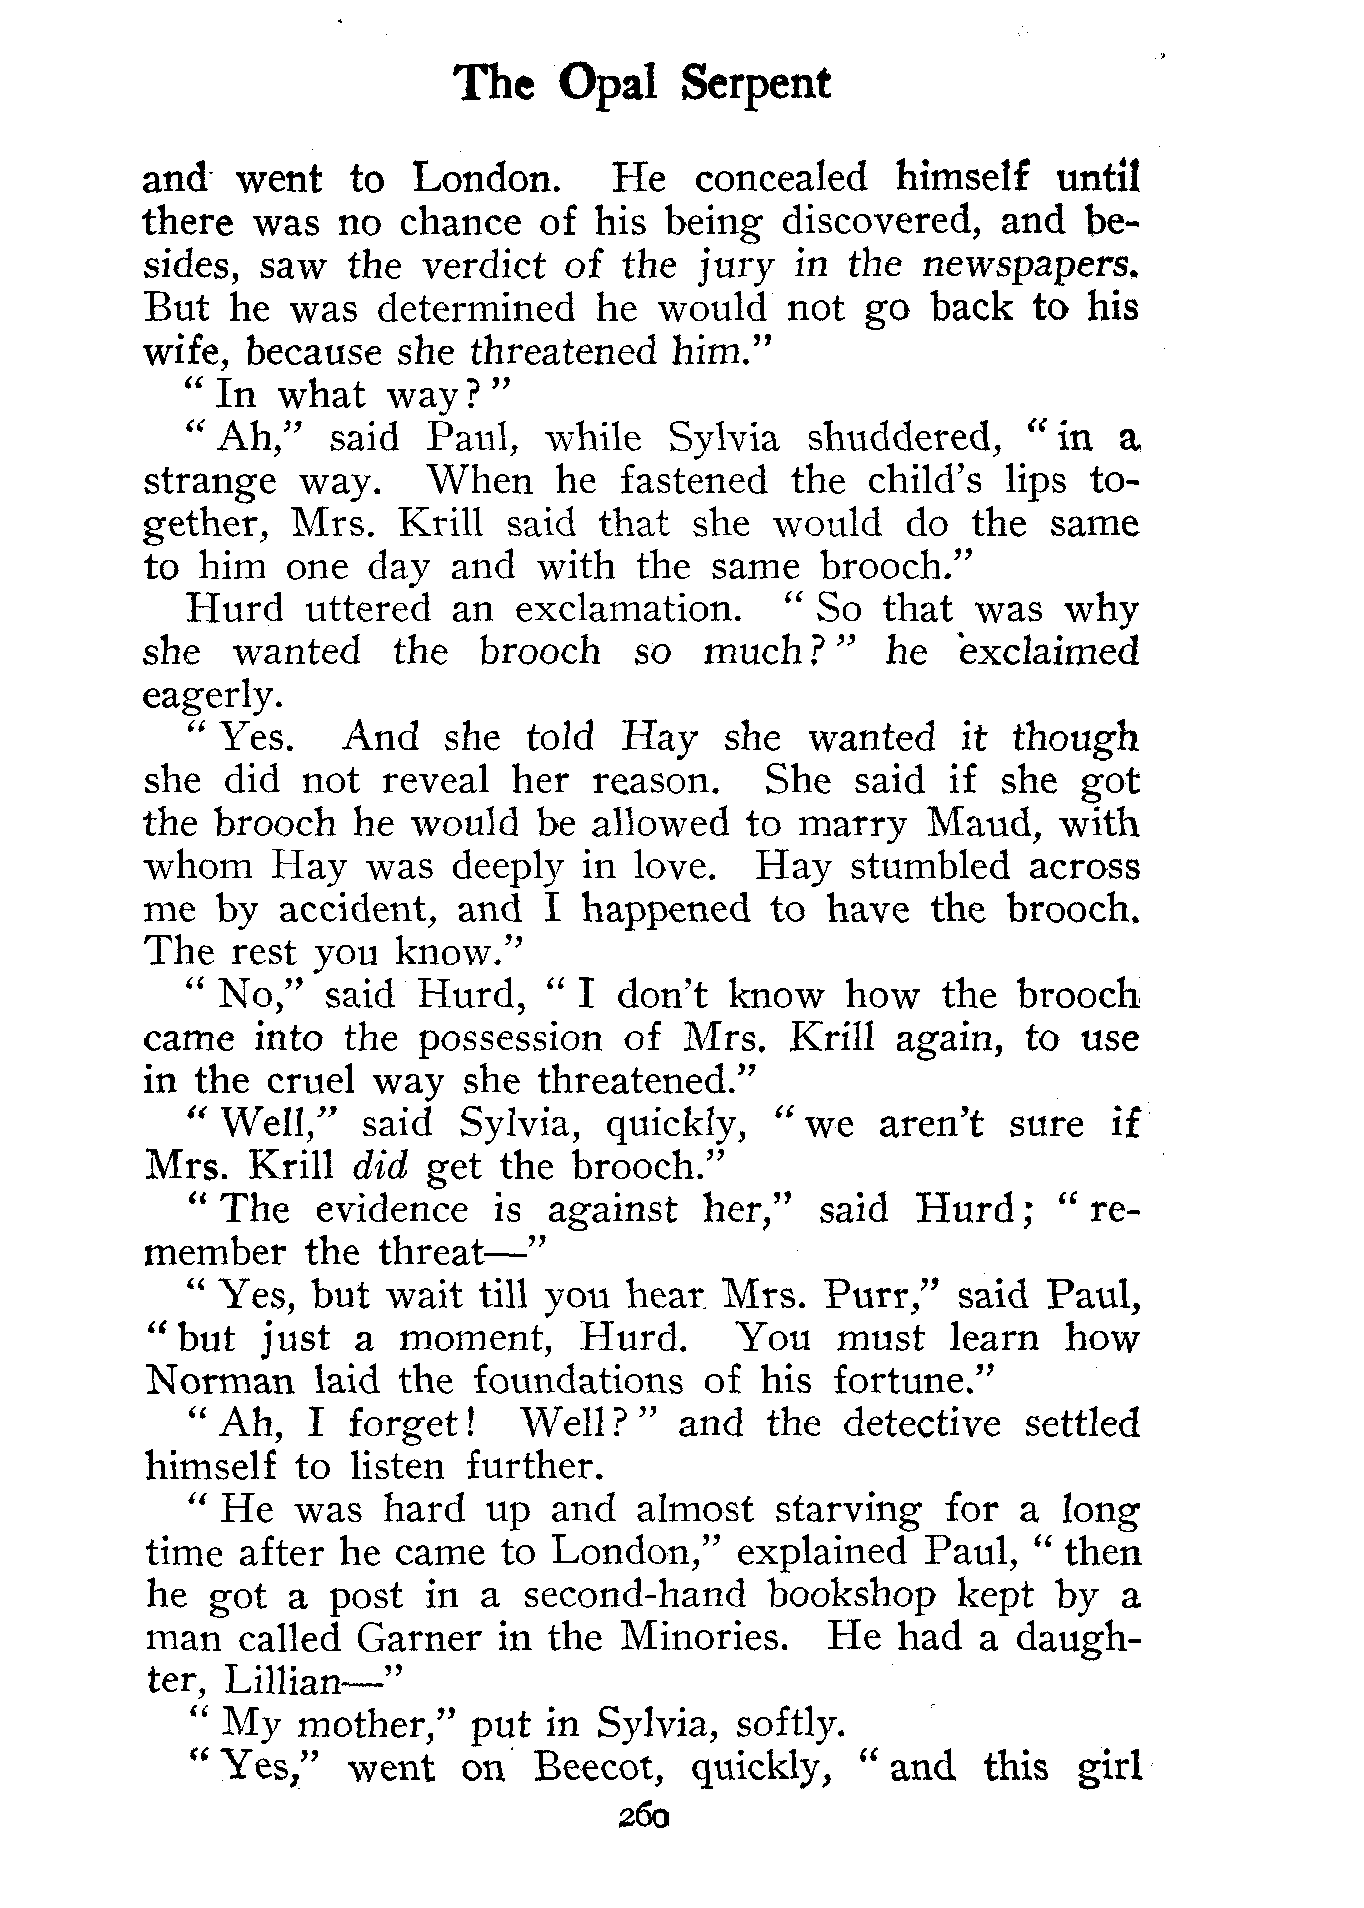 The Opal Serpent
and went to London. He concealed himself until
there was no chance of his being discovered, and be-
sides, saw the verdict of the jury in the newspapers.
But he was determined he would not go back to his
wife, because she threatened him."
"In what way?"
"Ah," said Paul, while Sylvia shuddered, "in a
strange way. When he fastened the child's lips to-
gether, Mrs. Krill said that she would do the same
to him one day and with the same brooch."
Hurd uttered an exclamation. "So that was why
she wanted the brooch so much?" he exclaimed
eagerly.
"Yes. And she told Hay she wanted it though
she did not reveal her reason. She said if she got
the brooch he would be allowed to marry Maud, with
whom Hay was deeply in love. Hay stumbled across
me by accident, and I happened to have the brooch.
The rest you know."
"No," said Hurd, "I don't know how the brooch
came into the possession of Mrs. Krill again, to use
in the cruel way she threatened."
"Well," said Sylvia, quickly, "we aren't sure if
Mrs. Krill did get the brooch."
"The evidence is against her," said Hurd; "re-
member the threat—"
"Yes, but wait till you hear Mrs. Purr," said Paul,
"but just a moment, Hurd. You must learn how
Norman laid the foundations of his fortune."
"Ah, I forget! Well?" and the detective settled
himself to listen further.
"He was hard up and almost starving for a long
time after he came to London," explained Paul, "then
he got a post in a second-hand bookshop kept by a
man called Garner in the Minories. He had a daugh-
ter, Lillian—"
"My mother," put in Sylvia, softly.
"Yes," went on Beecot, quickly, "and this girl
260